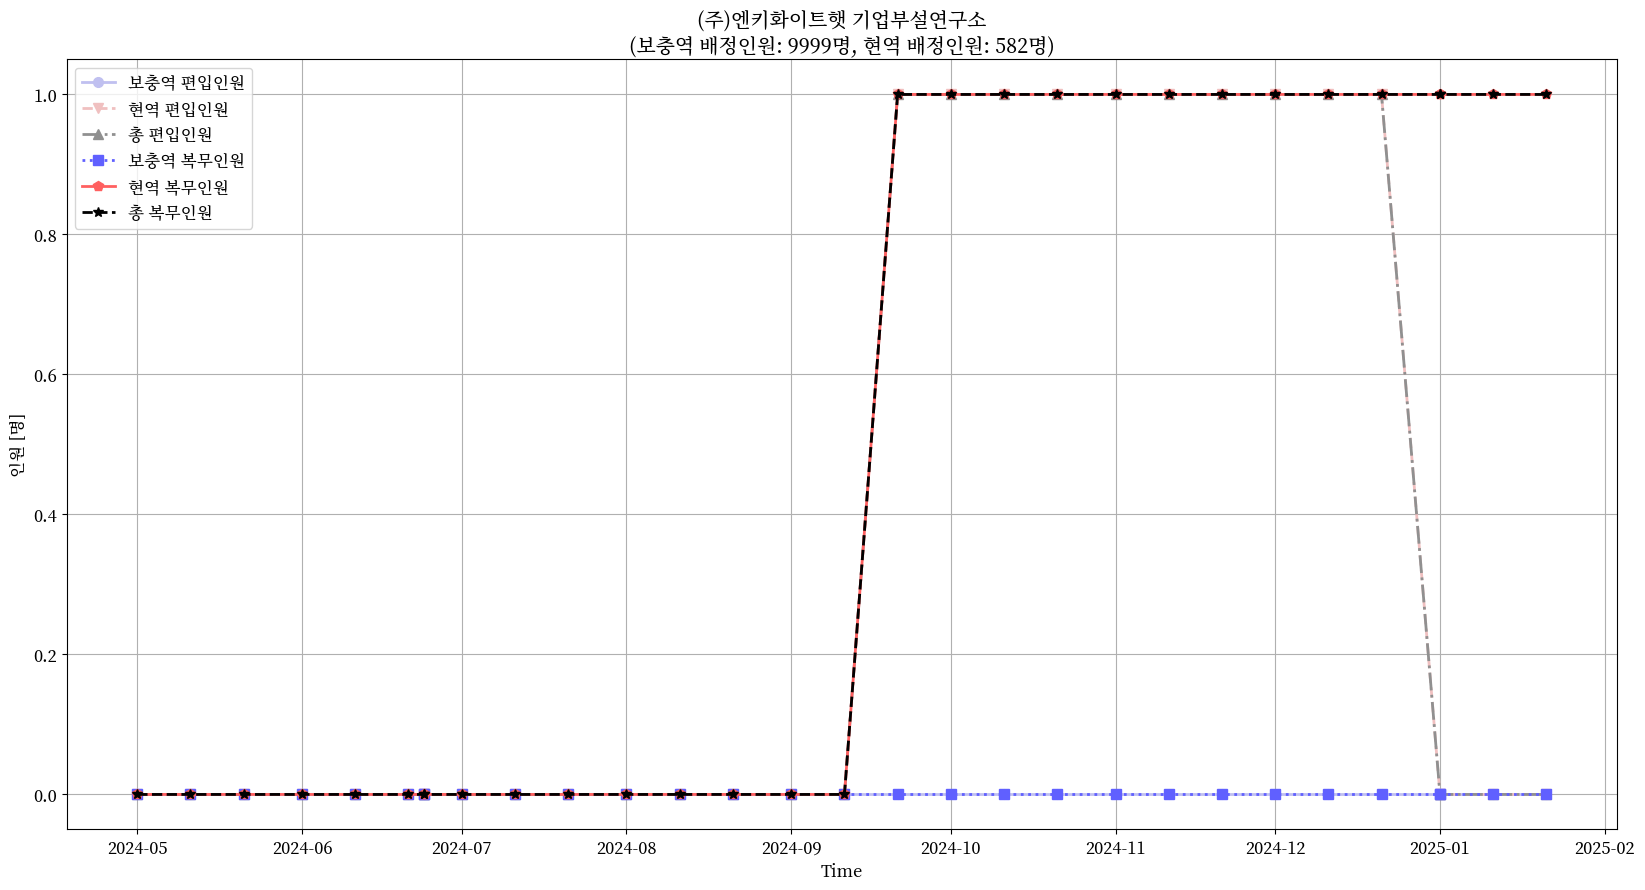 (주)엔키화이트햇 기업부설연구소
(보충역 배정인원: 9999명, 현역 배정인원: 582명)
보충역 편입인원
현역 편입인원
총 편입인원
보충역 복무인원
현역 복무인원
총 복무인원
인원 [명]
1.0
0.8
0.6
0.4
0.2
0.0
2024-05 2024-06 2024-07 2024-08 2024-09 2024-10 2024-11 2024-12 2025-01 2025-02
Time